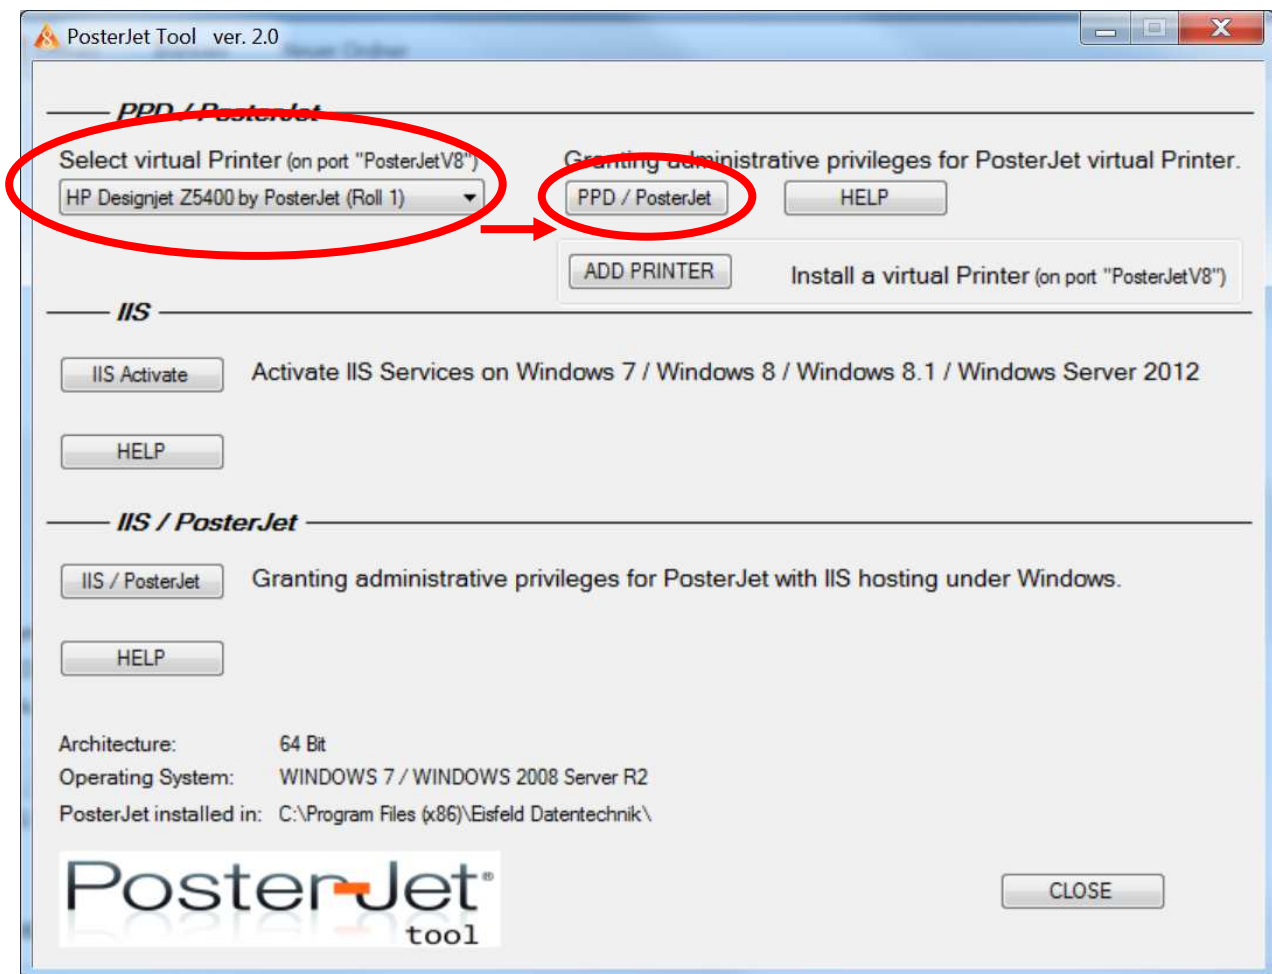 PosterJet Tool ver. 2.0
Neuer Ordner
PPD / PosterJet
Select virtual Printer (on port "PosterJetV8")
Granting administrative privileges for PosterJet virtual Printer.
HP Designjet Z5400 by PosterJet (Roll 1)
PPD / PosterJet
HELP
ADD PRINTER
Install a virtual Printer (on port "PosterJetV8")
IIS
IIS Activate
Activate IIS Services on Windows 7 / Windows 8 / Windows 8.1 / Windows Server 2012
HELP
IIS / PosterJet
IIS / PosterJet
Granting administrative privileges for PosterJet with IIS hosting under Windows.
HELP
Architecture: 64 Bit
Operating System: WINDOWS 7 / WINDOWS 2008 Server R2
PosterJet installed in: C:\Program Files (x86)\Eisfeld Datentechnik\
Poster-Jet®
tool
CLOSE